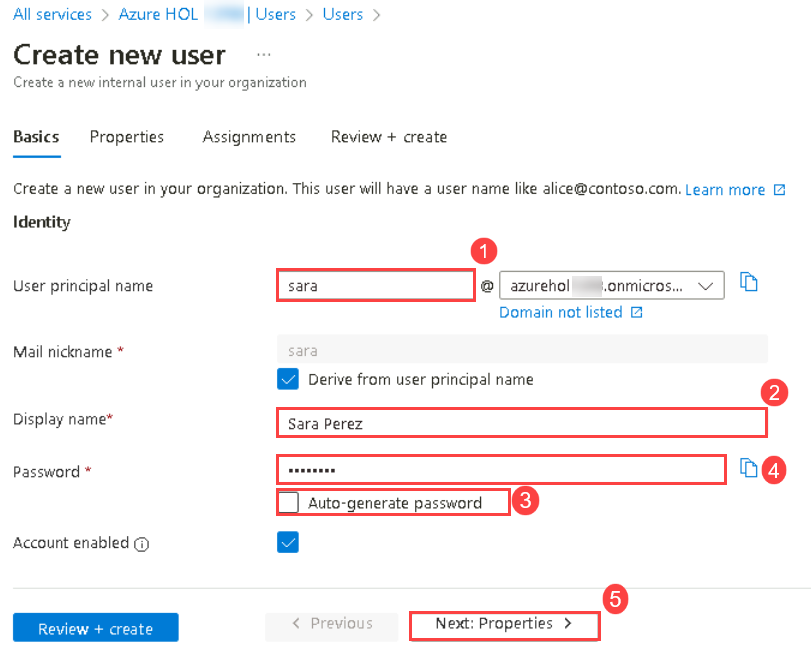 All services > Azure HOL | Users > Users >
Create new user ...
Create a new internal user in your organization
Basics Properties Assignments Review + create
Create a new user in your organization. This user will have a user name like alice@contoso.com. Learn more
Identity
1
User principal name sara @ azurehol .onmicros...
Domain not listed
Mail nickname * sara
Derive from user principal name
2
Display name* Sara Perez
Password * •••••••• 4
Auto-generate password 3
Account enabled
5
Review + create < Previous Next: Properties >